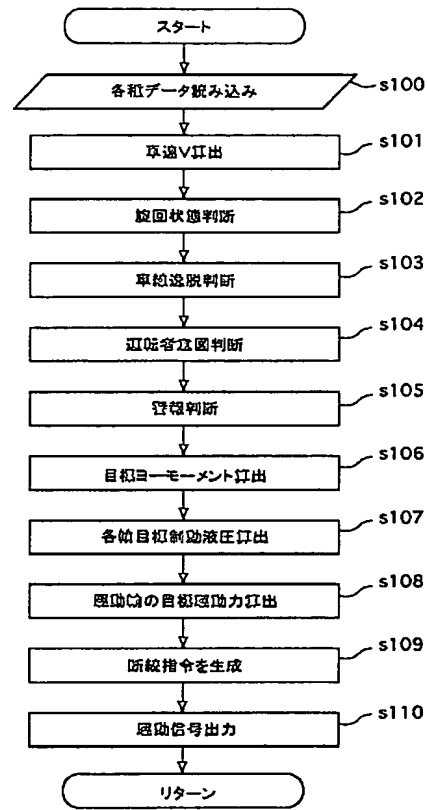 スタート
各種データ読み込み
s100
車速V算出
s101
旋回状態判断
s102
車線逸脱判断
s103
運転者意図判断
s104
警報判断
s105
目標ヨーモーメント算出
s106
各輪目標制動液圧算出
s107
駆動輪の目標駆動力算出
s108
断続指令を生成
s109
駆動信号出力
s110
リターン